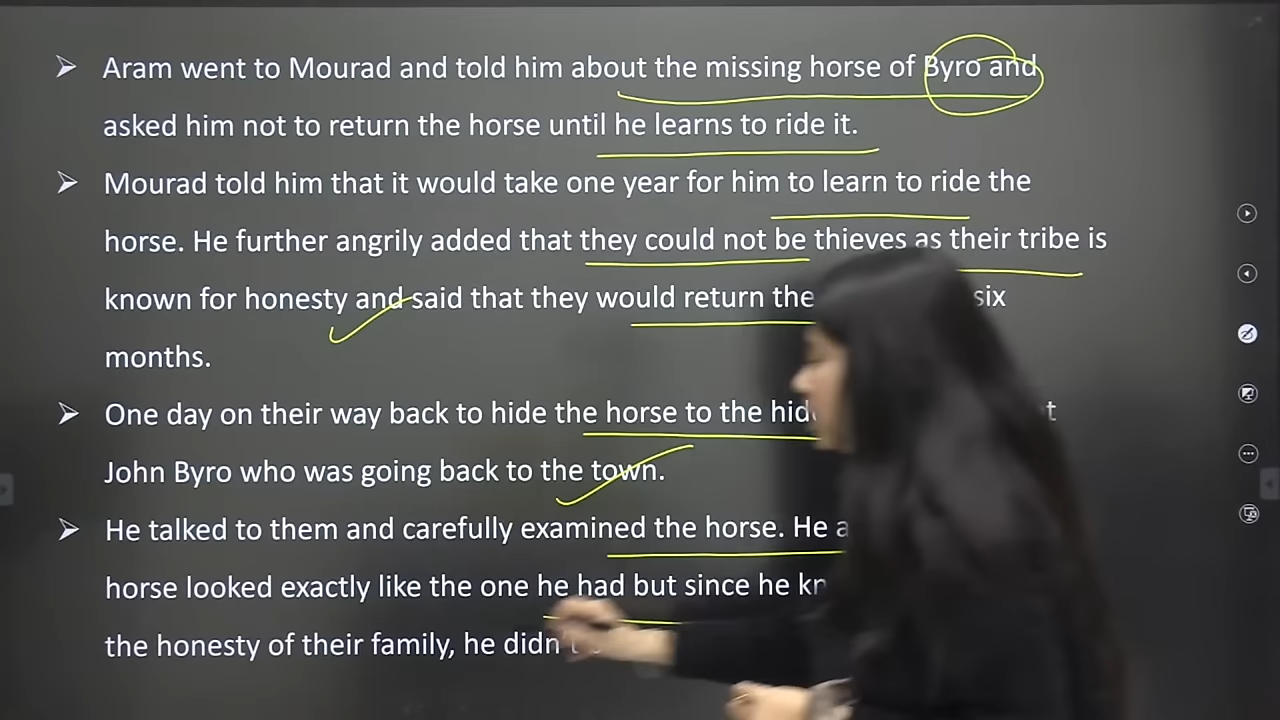 ➢ Aram went to Mourad and told him about the missing horse of Byro and
asked him not to return the horse until he learns to ride it.
➢ Mourad told him that it would take one year for him to learn to ride the
horse. He further angrily added that they could not be thieves as their tribe is
known for honesty and said that they would return the six
months.
➢ One day on their way back to hide the horse to the
John Byro who was going back to the town.
➢ He talked to them and carefully examined the horse. He
horse looked exactly like the one he had but since he
the honesty of their family, he